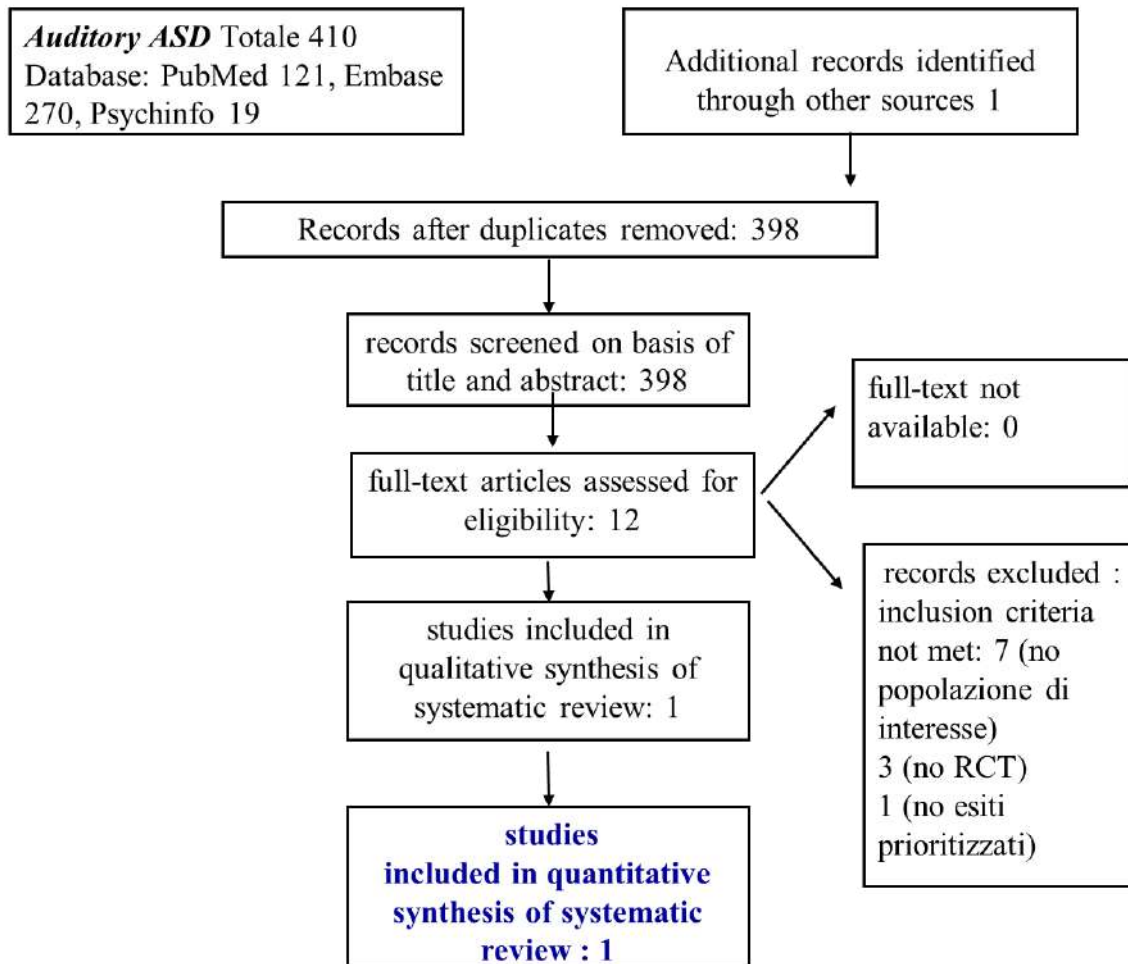 Auditory ASD Totale 410
Database: PubMed 121, Embase
270, Psychinfo 19
Additional records identified
through other sources 1
Records after duplicates removed: 398
records screened on basis of
title and abstract: 398
full-text not
available: 0
full-text articles assessed for
eligibility: 12
records excluded :
inclusion criteria
not met: 7 (no
popolazione di
interesse)
3 (no RCT)
1 (no esiti
prioritizzati)
studies included in
qualitative synthesis of
systematic review: 1
studies
included in quantitative
synthesis of systematic
review : 1